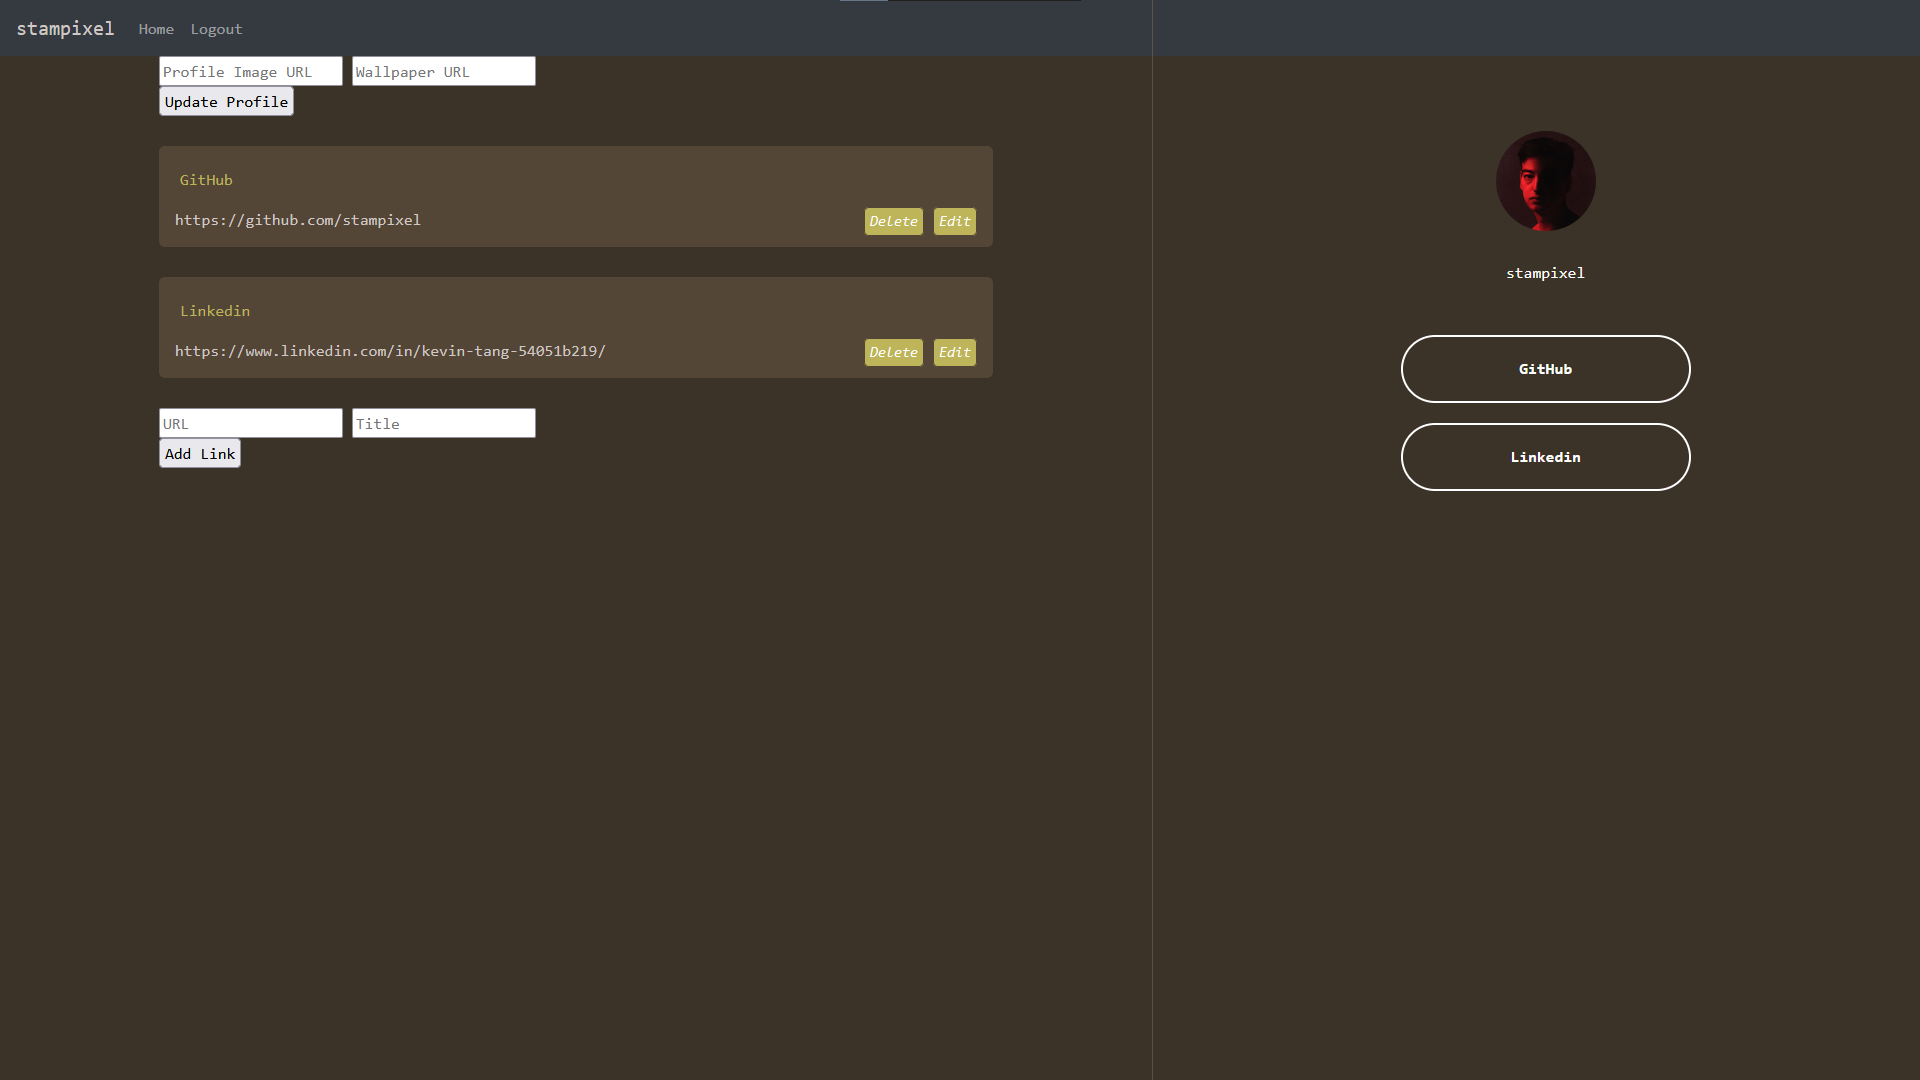 stampixel Home Logout
Profile Image URL Wallpaper URL
Update Profile
GitHub
https://github.com/stampixel Delete Edit
Linkedin
https://www.linkedin.com/in/kevin-tang-54051b219/ Delete Edit
URL Title
Add Link
stampixel
GitHub
Linkedin